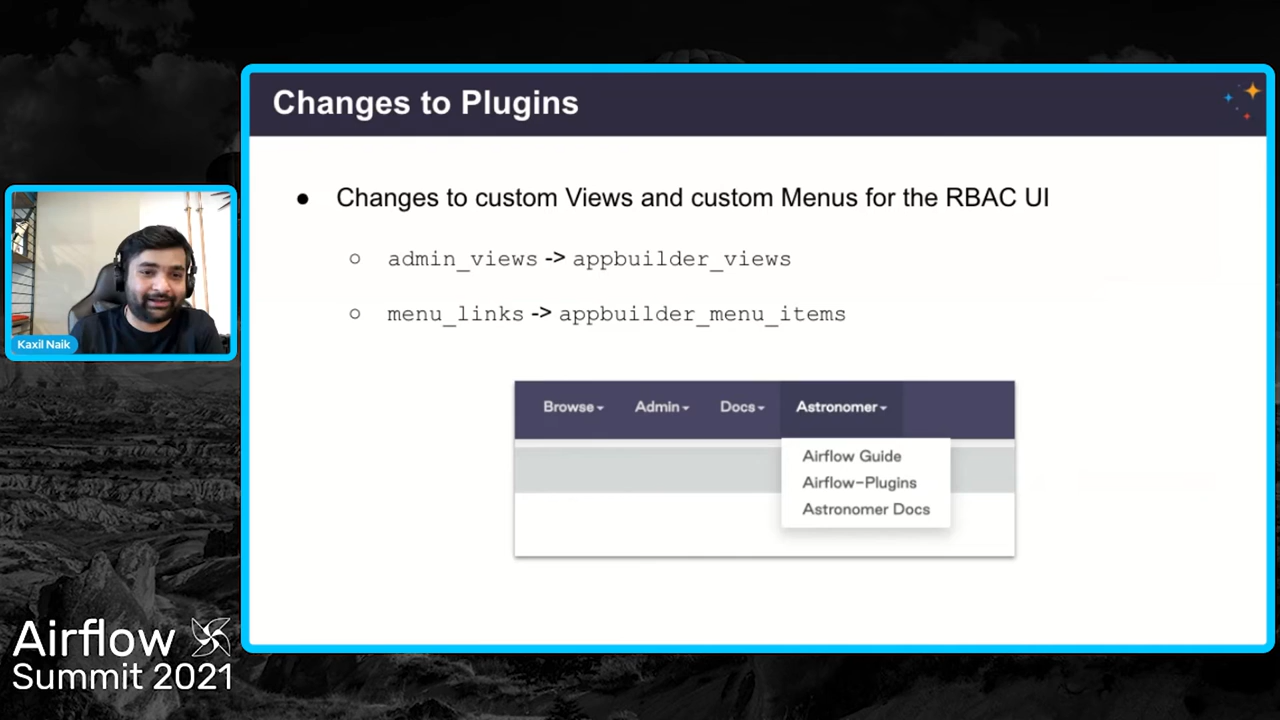 Changes to Plugins
● Changes to custom Views and custom Menus for the RBAC UI
○ admin_views -> appbuilder_views
○ menu_links -> appbuilder_menu_items
Browse Admin Docs Astronomer
Airflow Guide
Airflow-Plugins
Astronomer Docs
Kaxil Naik
Airflow
Summit 2021